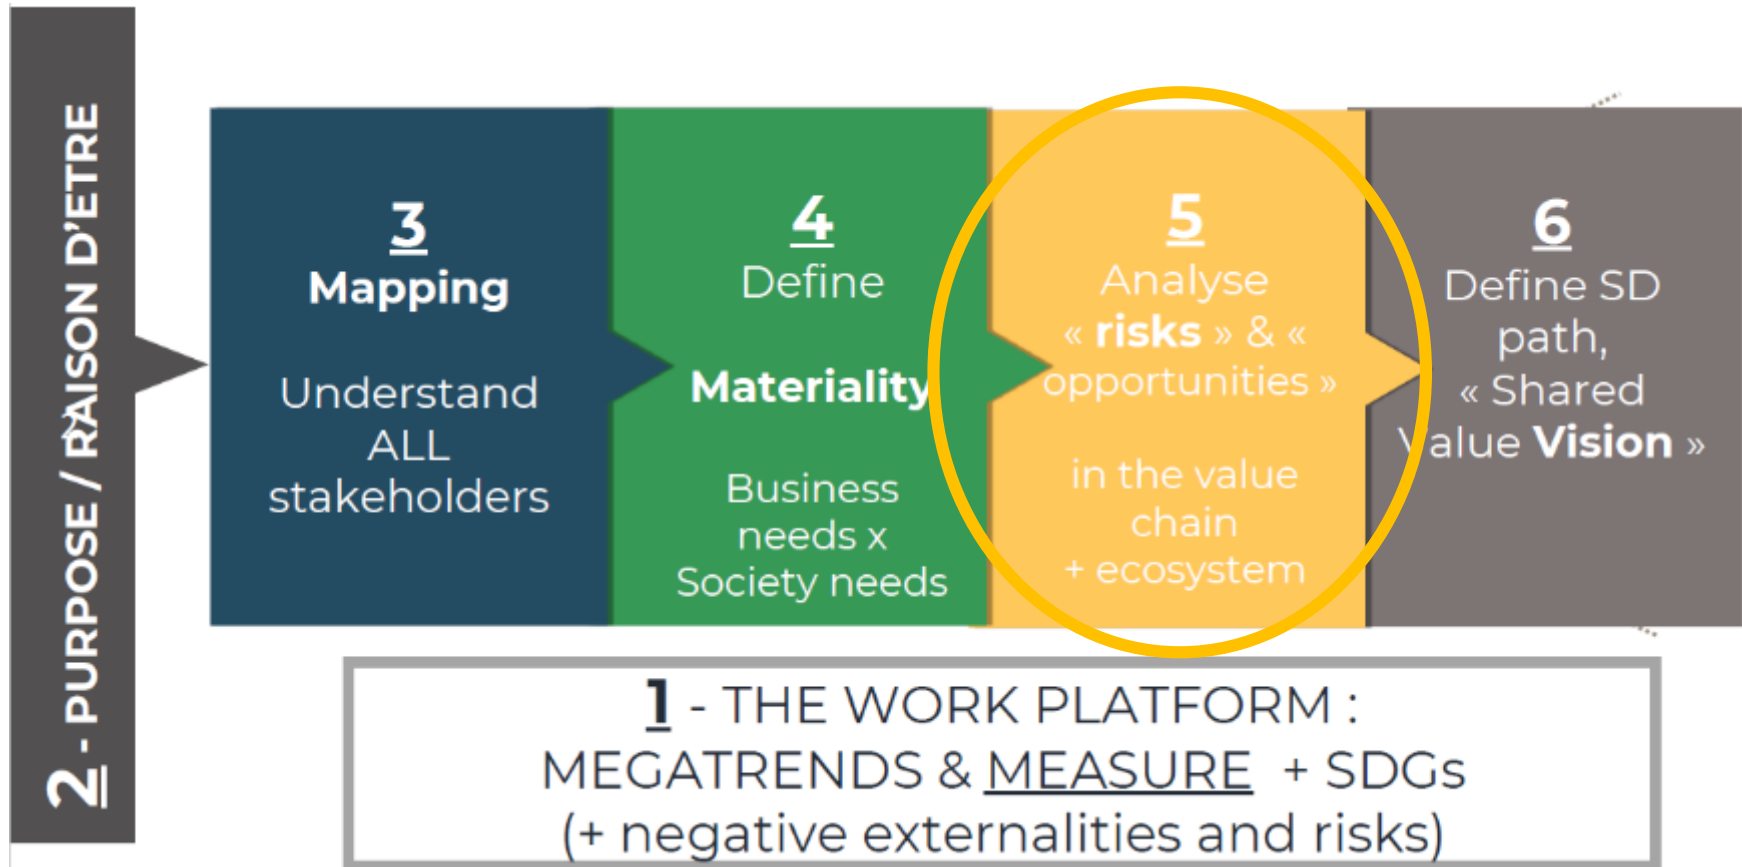 2 - PURPOSE / RAISON D'ETRE
3
Mapping
Understand
ALL
stakeholders
4
Define
Materiality
Business
needs x
Society needs
5
Analyse
« risks » & «
opportunities »
in the value
chain
+ ecosystem
6
Define SD
path,
« Shared
Value Vision »
1 - THE WORK PLATFORM :
MEGATRENDS & MEASURE + SDGs
(+ negative externalities and risks)